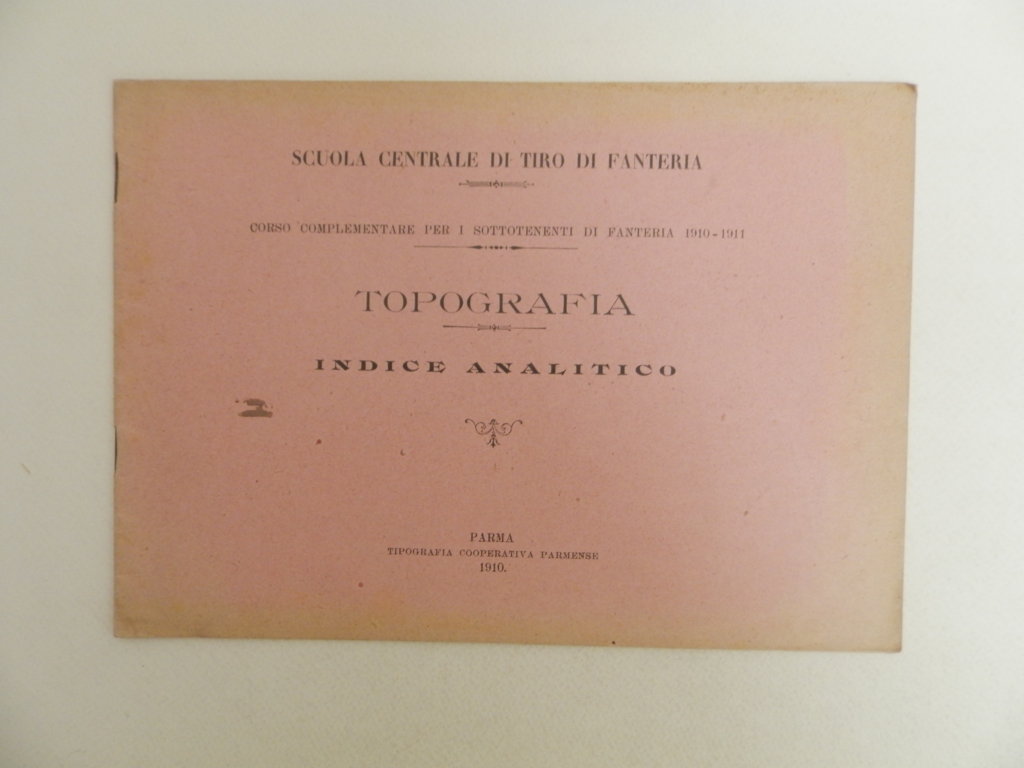 SCUOLA CENTRALE DI TIRO DI FANTERIA
CORSO COMPLEMENTARE PER I SOTTOTENENTI DI FANTERIA 1910-1911
TOPOGRAFIA
INDICE ANALITICO
PARMA
TIPOGRAFIA COOPERATIVA PARMENSE
1910.